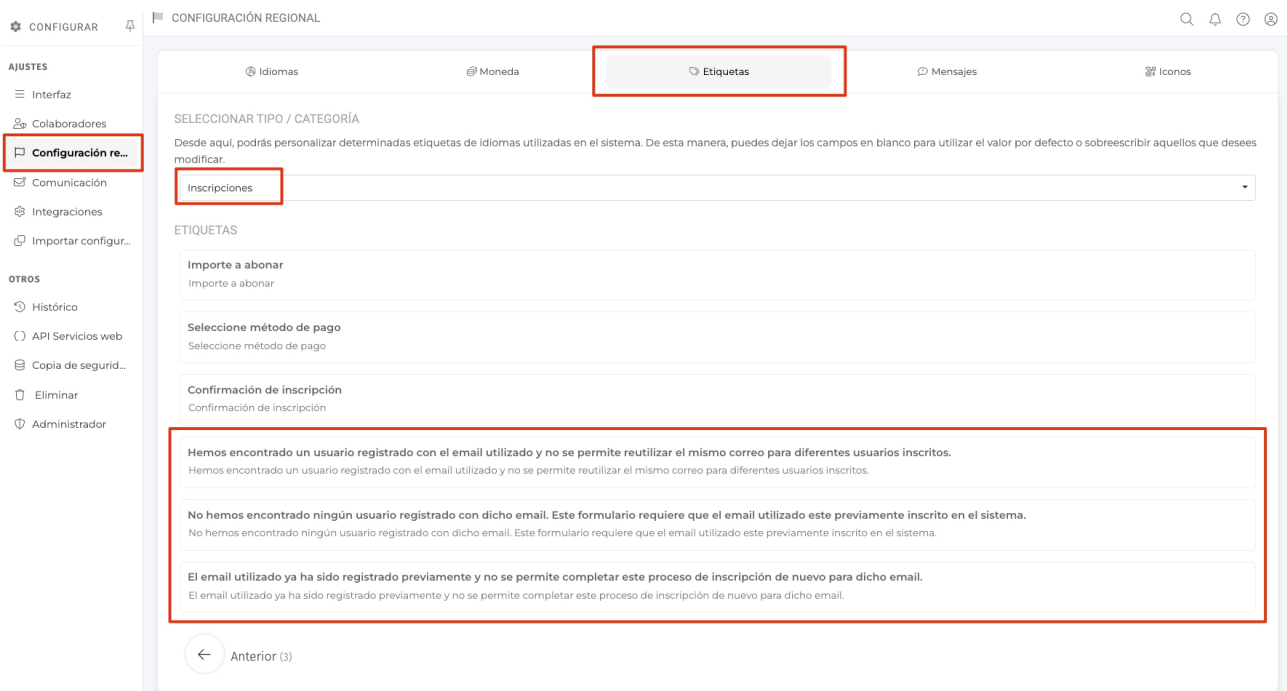 CONFIGURAR
CONFIGURACIÓN REGIONAL
AJUSTES
Interfaz
Colaboradores
Configuración re...
Comunicación
Integraciones
Importar configur...
OTROS
Histórico
API Servicios web
Copia de segurid...
Eliminar
Administrador
Idiomas
Moneda
Etiquetas
Mensajes
Iconos
SELECCIONAR TIPO / CATEGORÍA
Desde aquí, podrás personalizar determinadas etiquetas de idiomas utilizadas en el sistema. De esta manera, puedes dejar los campos en blanco para utilizar el valor por defecto o sobreescribir aquellos que desees
modificar.
Inscripciones
ETIQUETAS
Importe a abonar
Importe a abonar
Seleccione método de pago
Seleccione método de pago
Confirmación de inscripción
Confirmación de inscripción
Hemos encontrado un usuario registrado con el email utilizado y no se permite reutilizar el mismo correo para diferentes usuarios inscritos.
Hemos encontrado un usuario registrado con el email utilizado y no se permite reutilizar el mismo correo para diferentes usuarios inscritos.
No hemos encontrado ningún usuario registrado con dicho email. Este formulario requiere que el email utilizado este previamente inscrito en el sistema.
No hemos encontrado ningún usuario registrado con dicho email. Este formulario requiere que el email utilizado este previamente inscrito en el sistema.
El email utilizado ya ha sido registrado previamente y no se permite completar este proceso de inscripción de nuevo para dicho email.
El email utilizado ya ha sido registrado previamente y no se permite completar este proceso de inscripción de nuevo para dicho email.
Anterior (3)